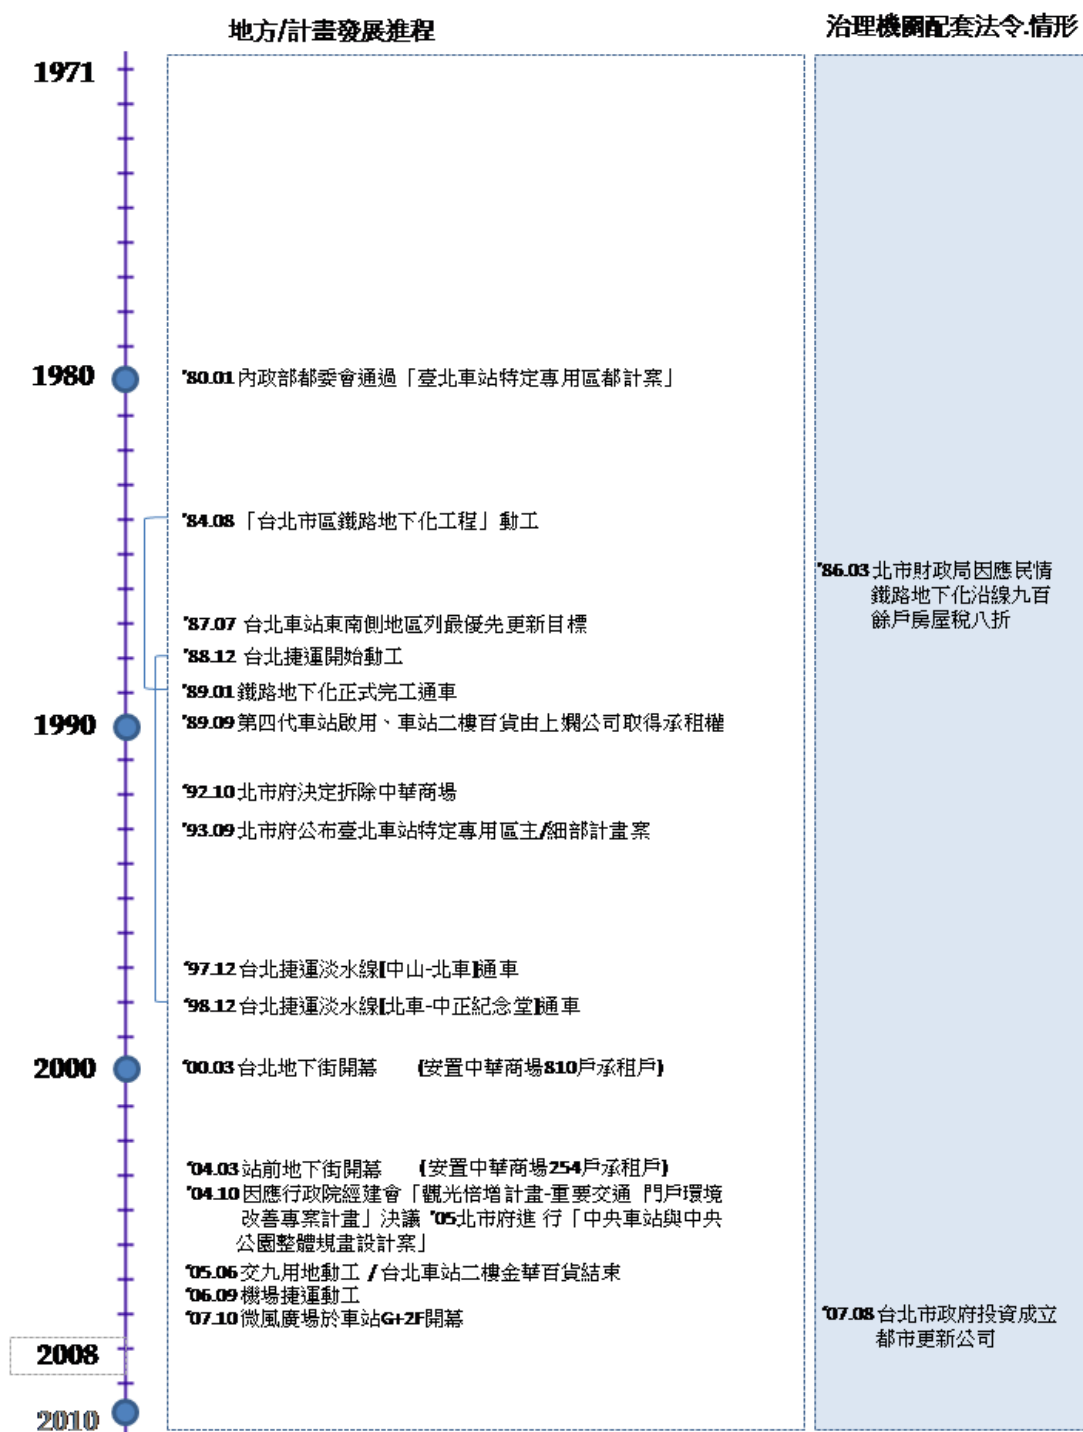 地方/計畫發展進程
治理機關配套法令.情形
1971
1980
'80.01 內政部都委會通過「臺北車站特定專用區都計案」
'84.08 「台北市區鐵路地下化工程」動工
'86.03 北市財政局因應民情
鐵路地下化沿線九百
餘戶房屋稅八折
'87.07 台北車站東南側地區列最優先更新目標
'88.12 台北捷運開始動工
'89.01 鐵路地下化正式完工通車
1990
'89.09 第四代車站啟用、車站二樓百貨由上嫻公司取得承租權
'92.10 北市府決定拆除中華商場
'93.09 北市府公布臺北車站特定專用區主/細部計畫案
'97.12 台北捷運淡水線[中山-北車]通車
'98.12 台北捷運淡水線[北車-中正紀念堂]通車
2000
'00.03 台北地下街開幕 (安置中華商場810戶承租戶)
'04.03 站前地下街開幕 (安置中華商場254戶承租戶)
'04.10 因應行政院經建會「觀光倍增計畫-重要交通 門戶環境
改善專案計畫」決議 '05北市府進 行「中央車站與中央
公園整體規畫設計案」
'05.06 交九用地動工 / 台北車站二樓金華百貨結束
'06.09 機場捷運動工
'07.10 微風廣場於車站G+2F開幕
'07.08 台北市政府投資成立
都市更新公司
2008
2010